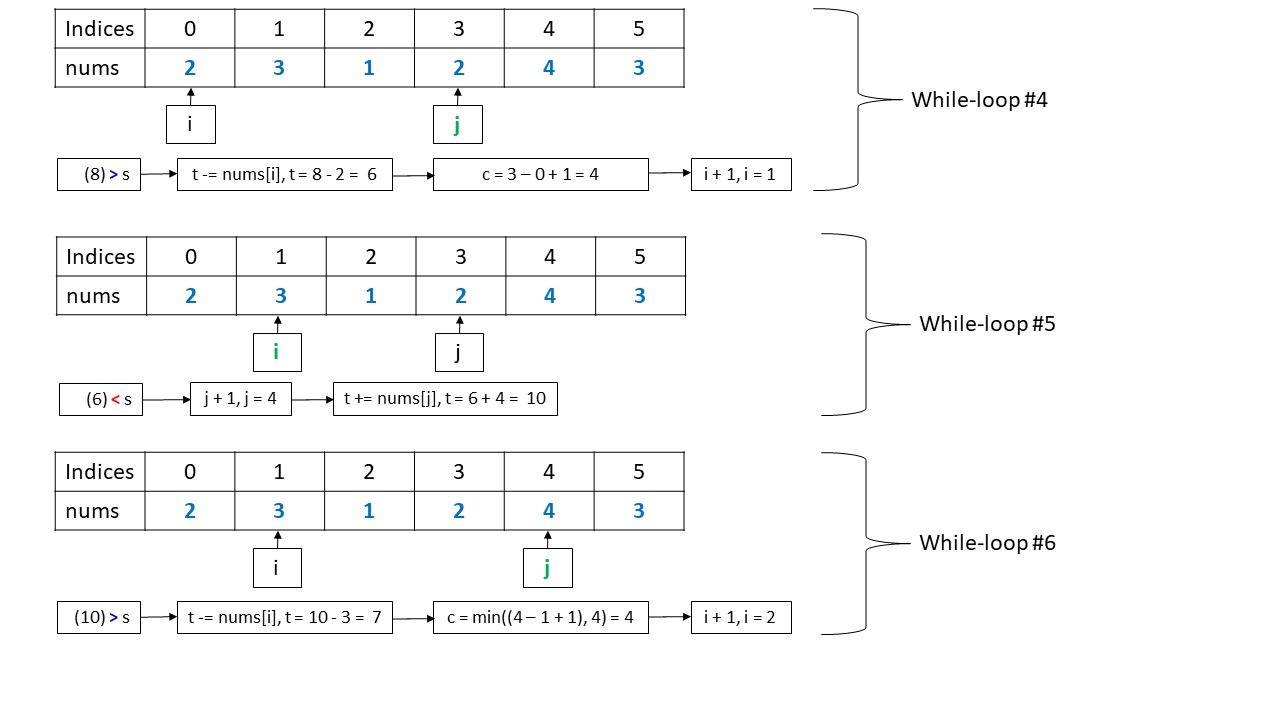 Indices 0 1 2 3 4 5
nums 2 3 1 2 4 3
While-loop #4
i j
(8) > s t -= nums[i], t = 8 - 2 = 6 c = 3 – 0 + 1 = 4 i + 1, i = 1
Indices 0 1 2 3 4 5
nums 2 3 1 2 4 3
While-loop #5
i j
(6) < s j + 1, j = 4 t += nums[j], t = 6 + 4 = 10
Indices 0 1 2 3 4 5
nums 2 3 1 2 4 3
While-loop #6
i j
(10) > s t -= nums[i], t = 10 - 3 = 7 c = min((4 – 1 + 1), 4) = 4 i + 1, i = 2